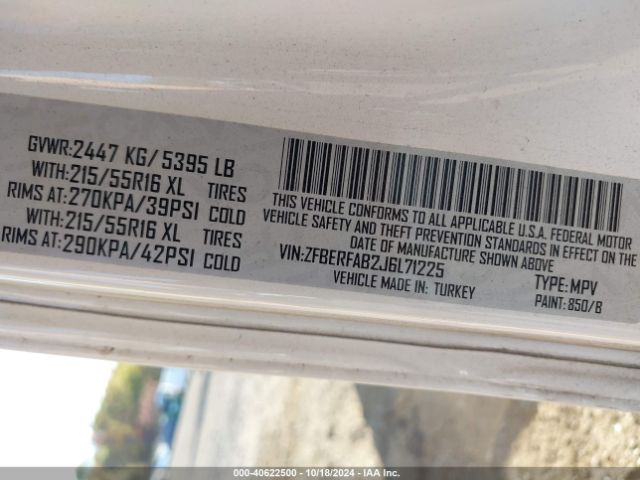 GVWR:2447 KG/ 5395 LB
WITH:215/55R16 XL TIRES
RIMS AT:270KPA/39PSI COLD
WITH:215/55R16 XL TIRES
RIMS AT:290KPA/42PSI COLD
THIS VEHICLE CONFORMS TO ALL APPLICABLE U.S.A. FEDERAL MOTOR
VEHICLE SAFETY AND THEFT PREVENTION STANDARDS IN EFFECT ON THE
DATE OF MANUFACTURE SHOWN ABOVE
VIN:ZFBERFAB2J6L71225 TYPE: MPV
VEHICLE MADE IN: TURKEY PAINT: 850/B
000-40622500 - 10/18/2024 - IAA Inc.